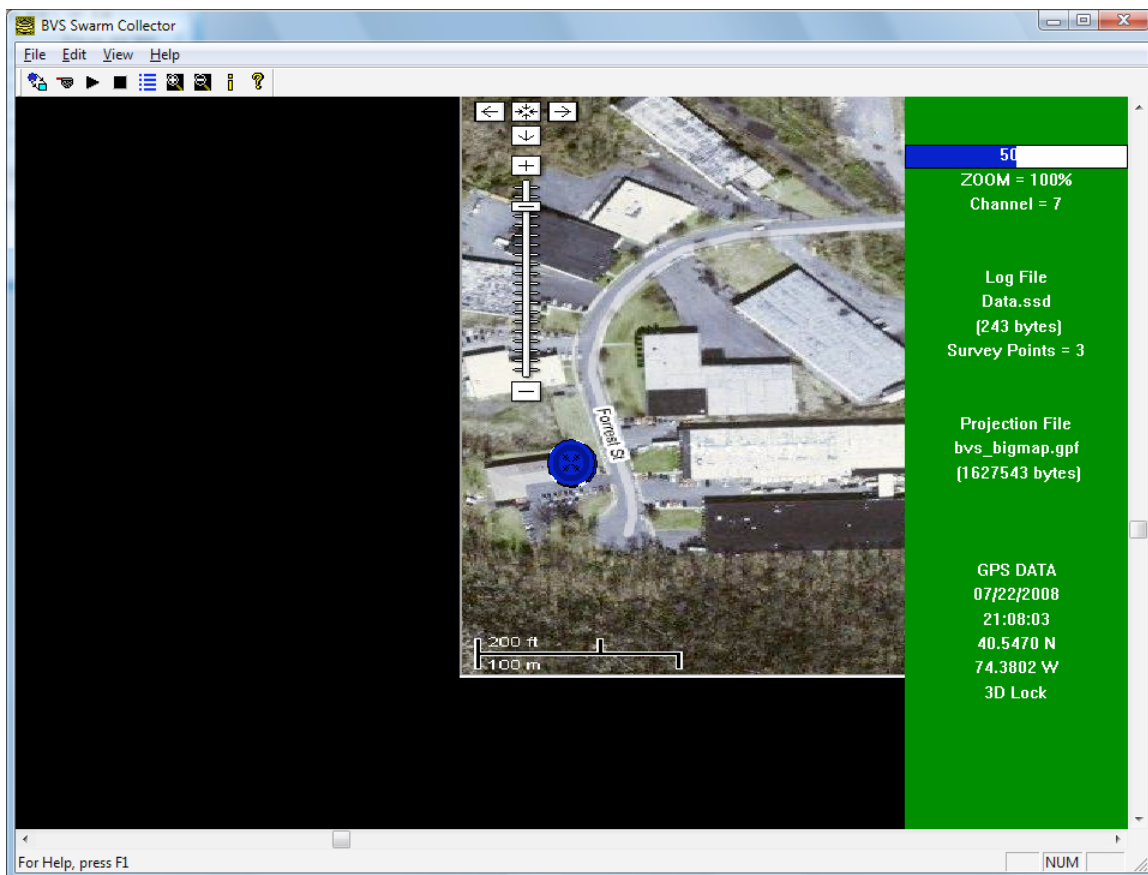 BVS Swarm Collector
File Edit View Help
50
ZOOM = 100%
Channel = 7
Log File
Data.ssd
(243 bytes)
Survey Points = 3
Forrest St
Projection File
bvs_bigmap.gpf
(1627543 bytes)
GPS DATA
07/22/2008
21:08:03
40.5470 N
74.3802 W
3D Lock
200 ft
100 m
For Help, press F1
NUM